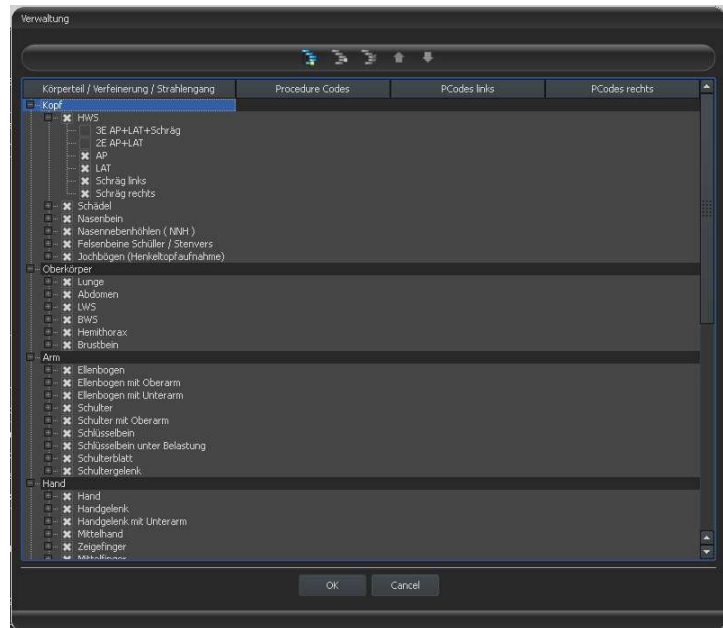 Verwaltung
Körperteil / Verfeinerung / Strahlengang Procedure Codes PCodes links PCodes rechts
Kopf
HWS
3E AP+LAT+Schräg
2E AP+LAT
AP
LAT
Schräg links
Schräg rechts
Schädel
Nasenbein
Nasennebenhöhlen ( NNH )
Felsenbeine Schüller / Stenvers
Jochbögen (Henkeltopfaufnahme)
Oberkörper
Lunge
Abdomen
LWS
BWS
Hemithorax
Brustbein
Arm
Ellenbogen
Ellenbogen mit Oberarm
Ellenbogen mit Unterarm
Schulter
Schulter mit Oberarm
Schlüsselbein
Schlüsselbein unter Belastung
Schulterblatt
Schultergelenk
Hand
Hand
Handgelenk
Handgelenk mit Unterarm
Mittelhand
Zeigefinger
Mittelfinger
OK Cancel